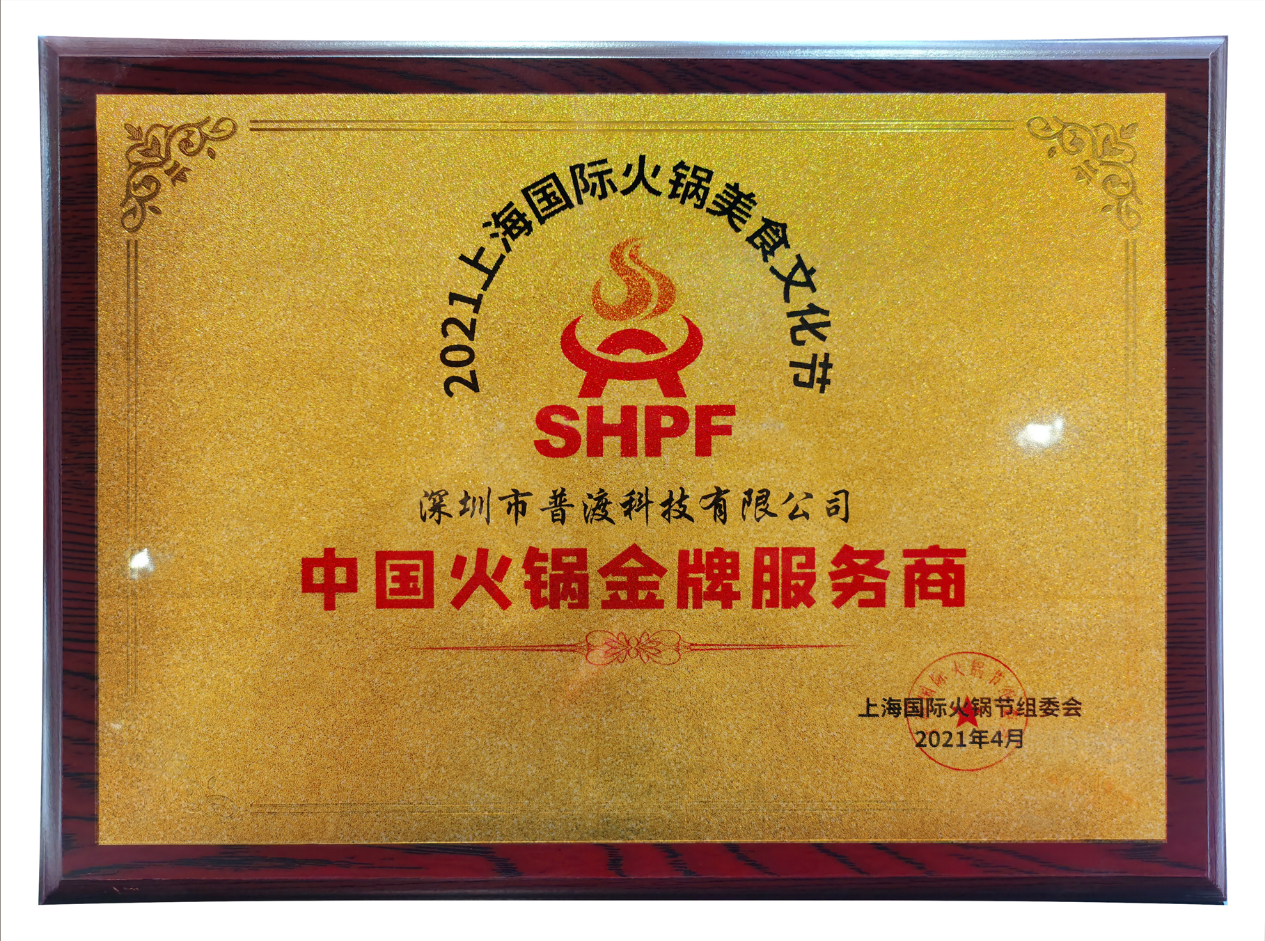 2021上海国际火锅美食文化节
SHPF
深圳市普渡科技有限公司
中国火锅金牌服务商
上海国际火锅节组委会
2021年4月